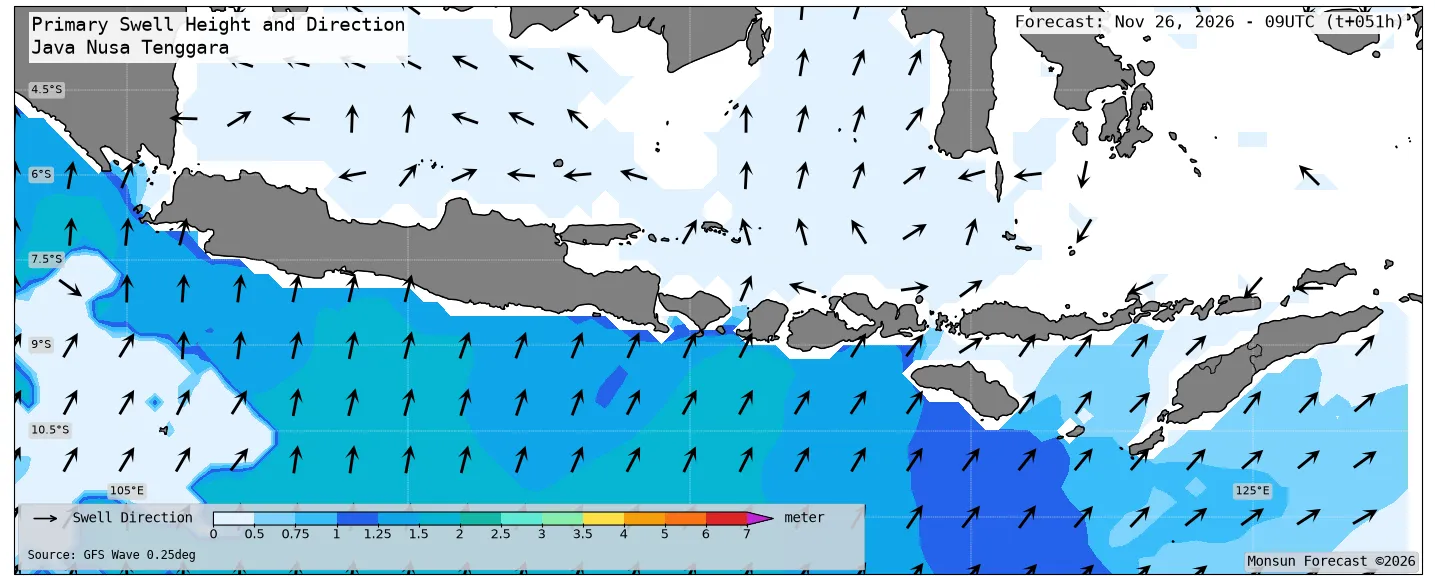 Primary Swell Height and Direction
Java Nusa Tenggara
Forecast: Nov 26, 2026 - 09UTC (t+051h)
4.5°S
6°S
7.5°S
9°S
10.5°S
105°E
125°E
Swell Direction
0 0.5 0.75 1 1.25 1.5 2 2.5 3 3.5 4 5 6 7
meter
Source: GFS Wave 0.25deg
Monsun Forecast ©2026